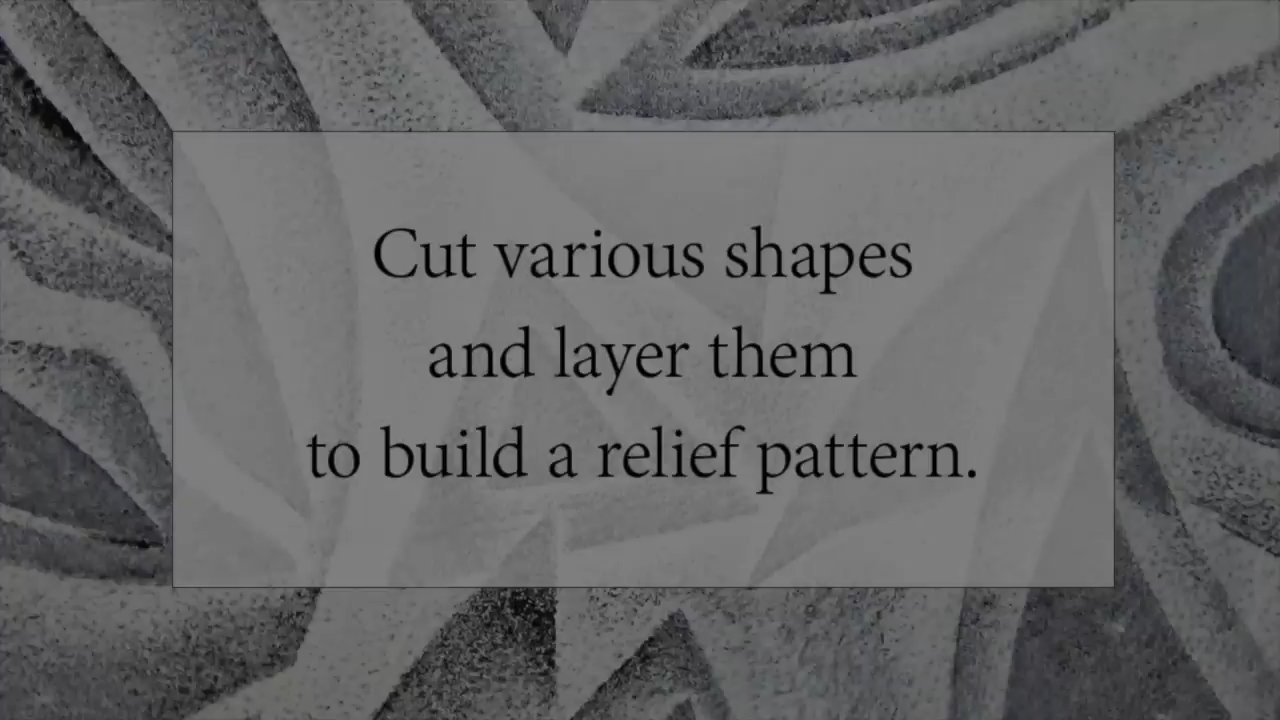 Cut various shapes
and layer them
to build a relief pattern.